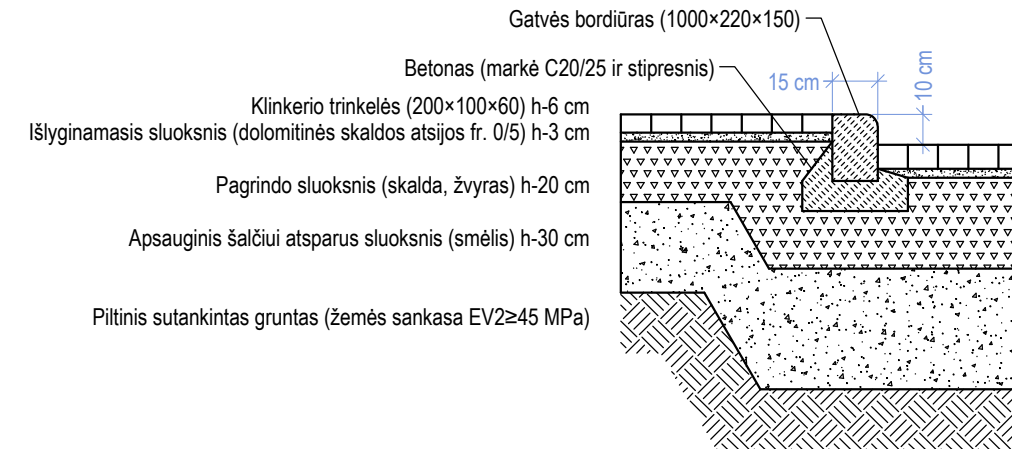 Gatvės bordiūras (1000×220×150)
Betonas (markė C20/25 ir stipresnis)
15 cm
10 cm
Klinkerio trinkelės (200×100×60) h-6 cm
Išlyginamasis sluoksnis (dolomitinės skaldos atsijos fr. 0/5) h-3 cm
Pagrindo sluoksnis (skalda, žvyras) h-20 cm
Apsauginis šalčiui atsparus sluoksnis (smėlis) h-30 cm
Piltinis sutankintas gruntas (žemės sankasa EV2≥45 MPa)